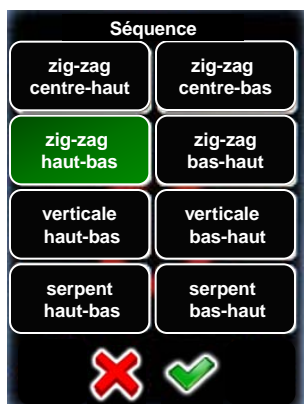 Séquence
zig-zag
centre-haut
zig-zag
centre-bas
zig-zag
haut-bas
zig-zag
bas-haut
verticale
haut-bas
verticale
bas-haut
serpent
haut-bas
serpent
bas-haut